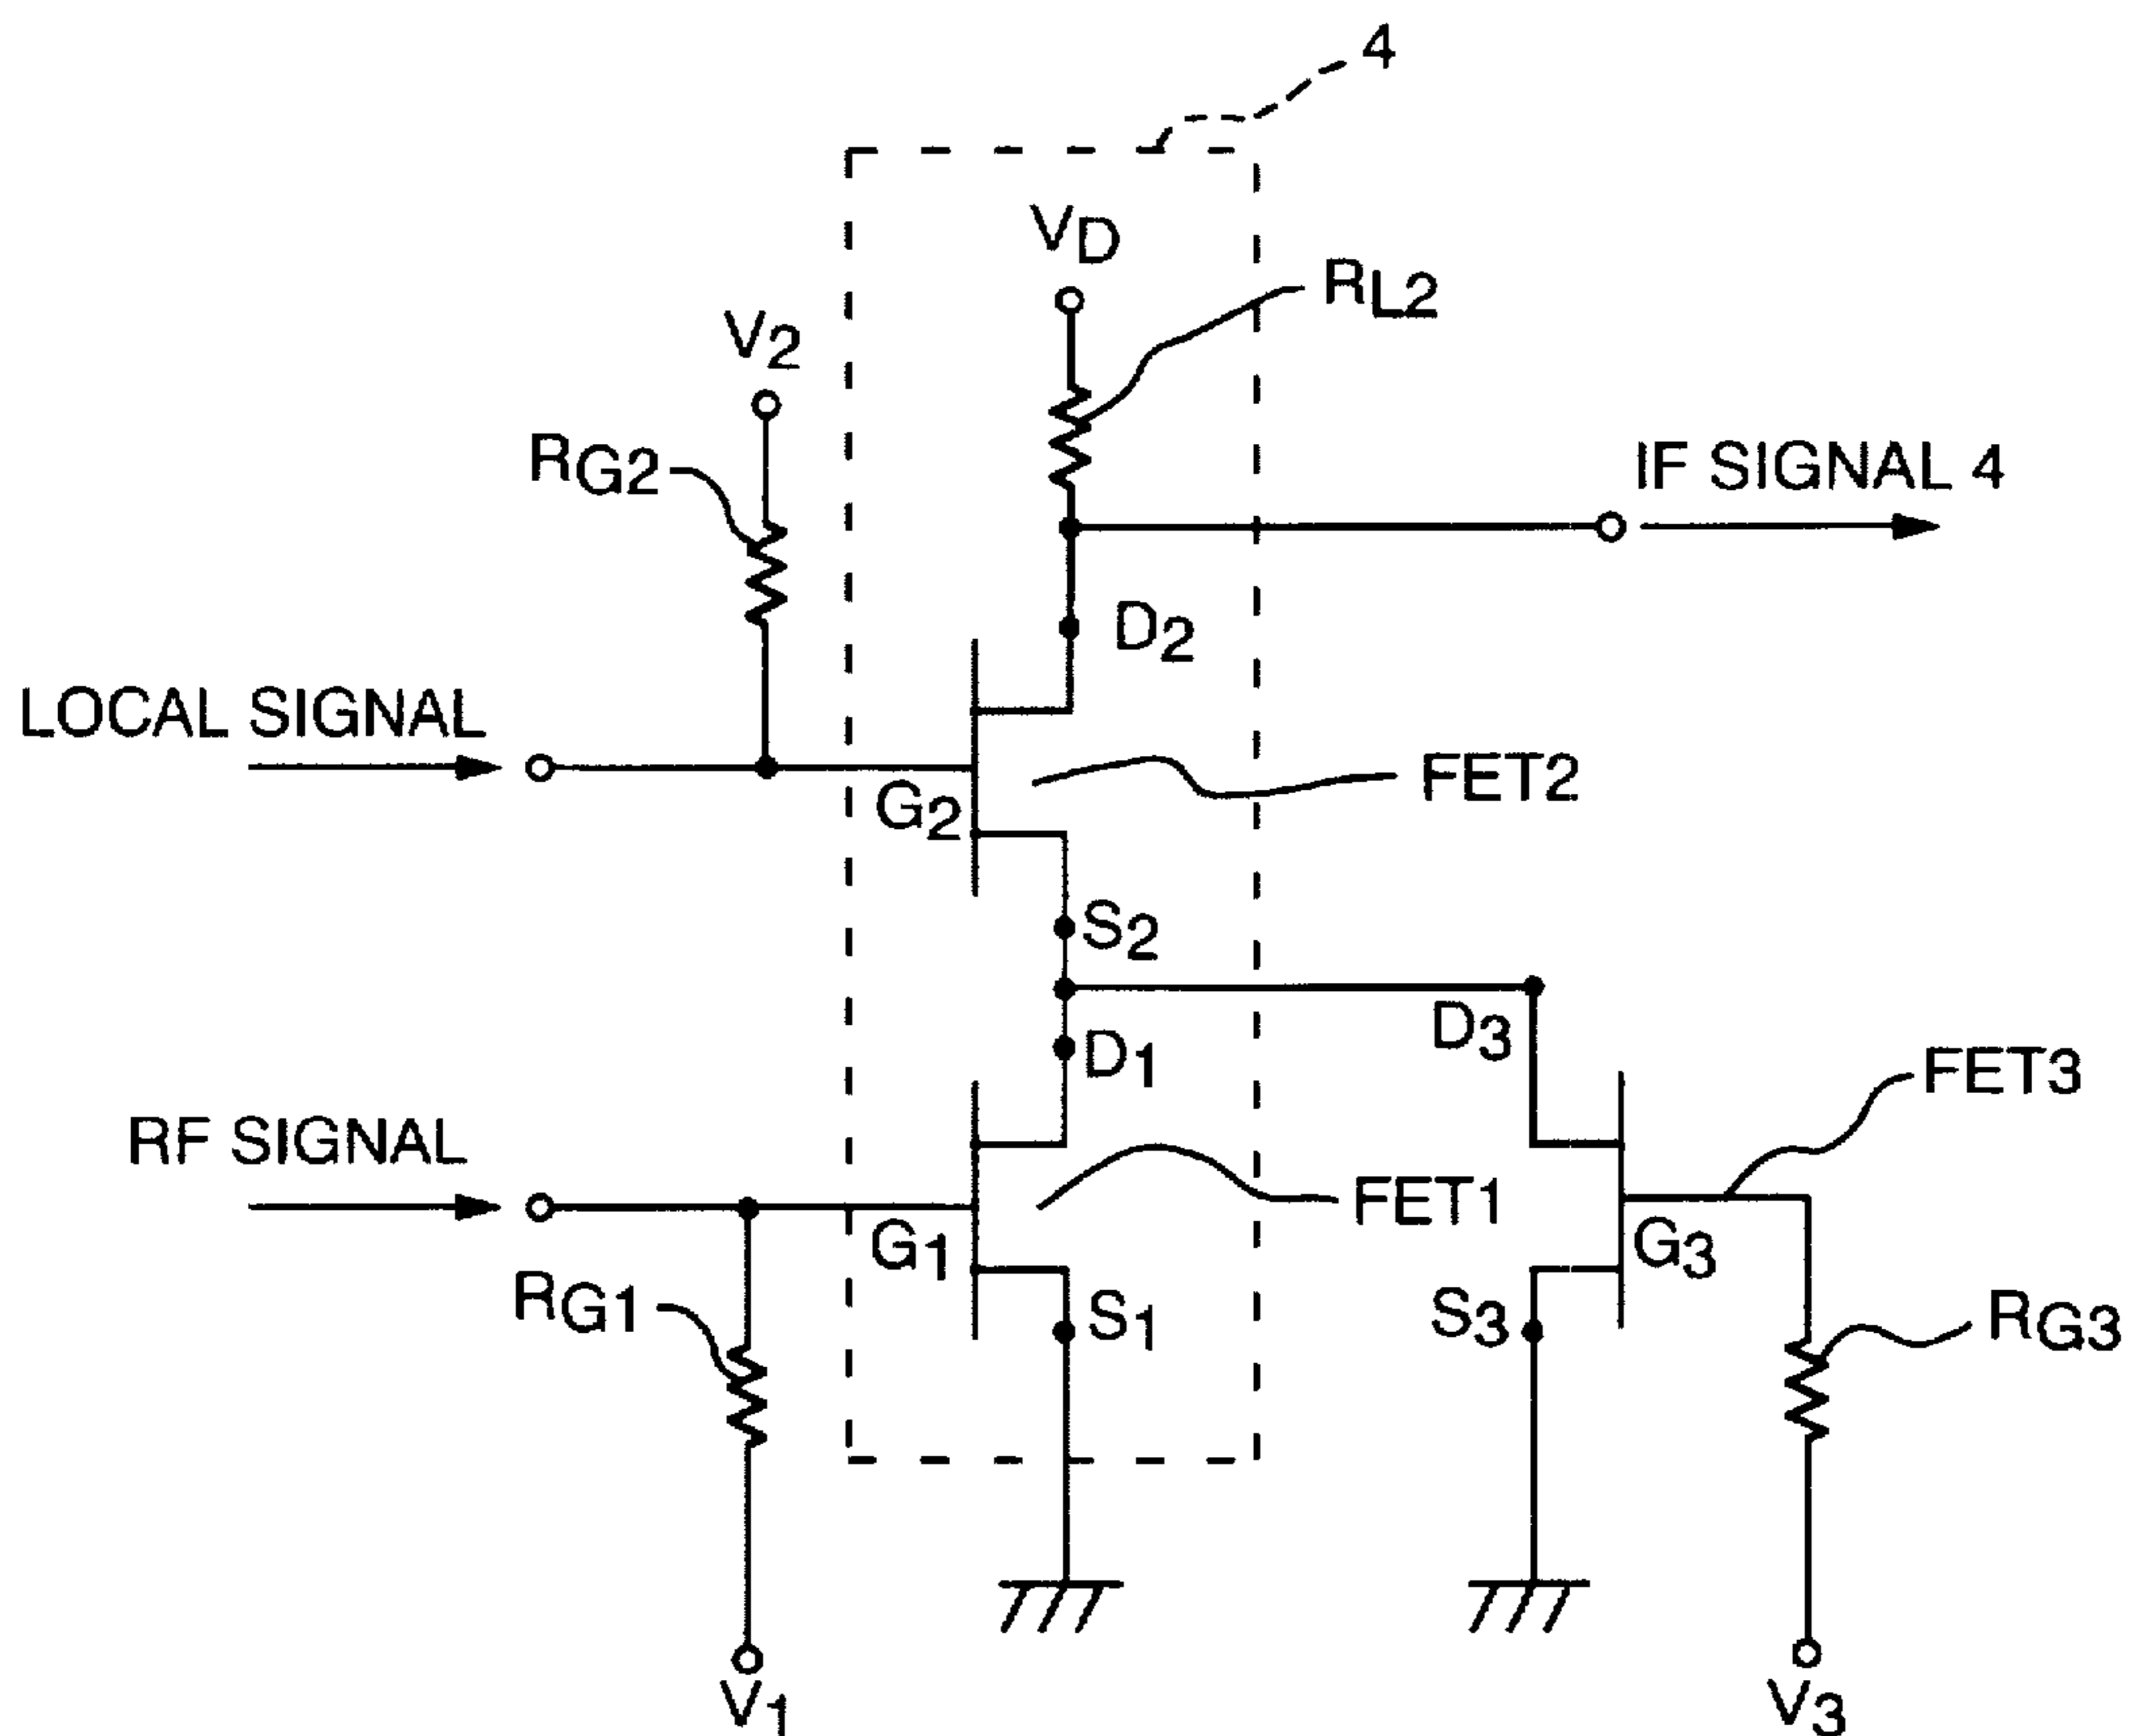 4
VD
RL2
V2
RG2
IF SIGNAL 4
D2
LOCAL SIGNAL
FET2
G2
S2
D3
D1
FET3
RF SIGNAL
FET1
G1
G3
RG1
S1
S3
RG3
V1
V3